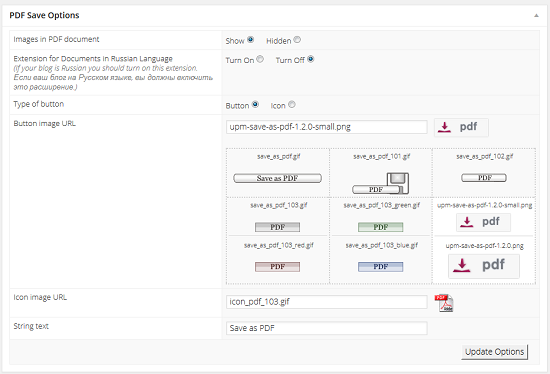 PDF Save Options
Images in PDF document
Show Hidden
Extension for Documents in Russian Language
Turn On Turn Off
(If your blog is Russian you should turn on this extension.
Если ваш блог на Русском языке, вы должны включить
это расширение.)
Type of button
Button Icon
Button image URL
upm-save-as-pdf-1.2.0-small.png
pdf
save_as_pdf.gif
save_as_pdf_101.gif
save_as_pdf_102.gif
Save as PDF
PDF
PDF
save_as_pdf_103.gif
save_as_pdf_103_green.gif
upm-save-as-pdf-1.2.0-small.png
PDF
PDF
pdf
save_as_pdf_103_red.gif
save_as_pdf_103_blue.gif
upm-save-as-pdf-1.2.0.png
PDF
PDF
pdf
Icon image URL
icon_pdf_103.gif
PDF
String text
Save as PDF
Update Options